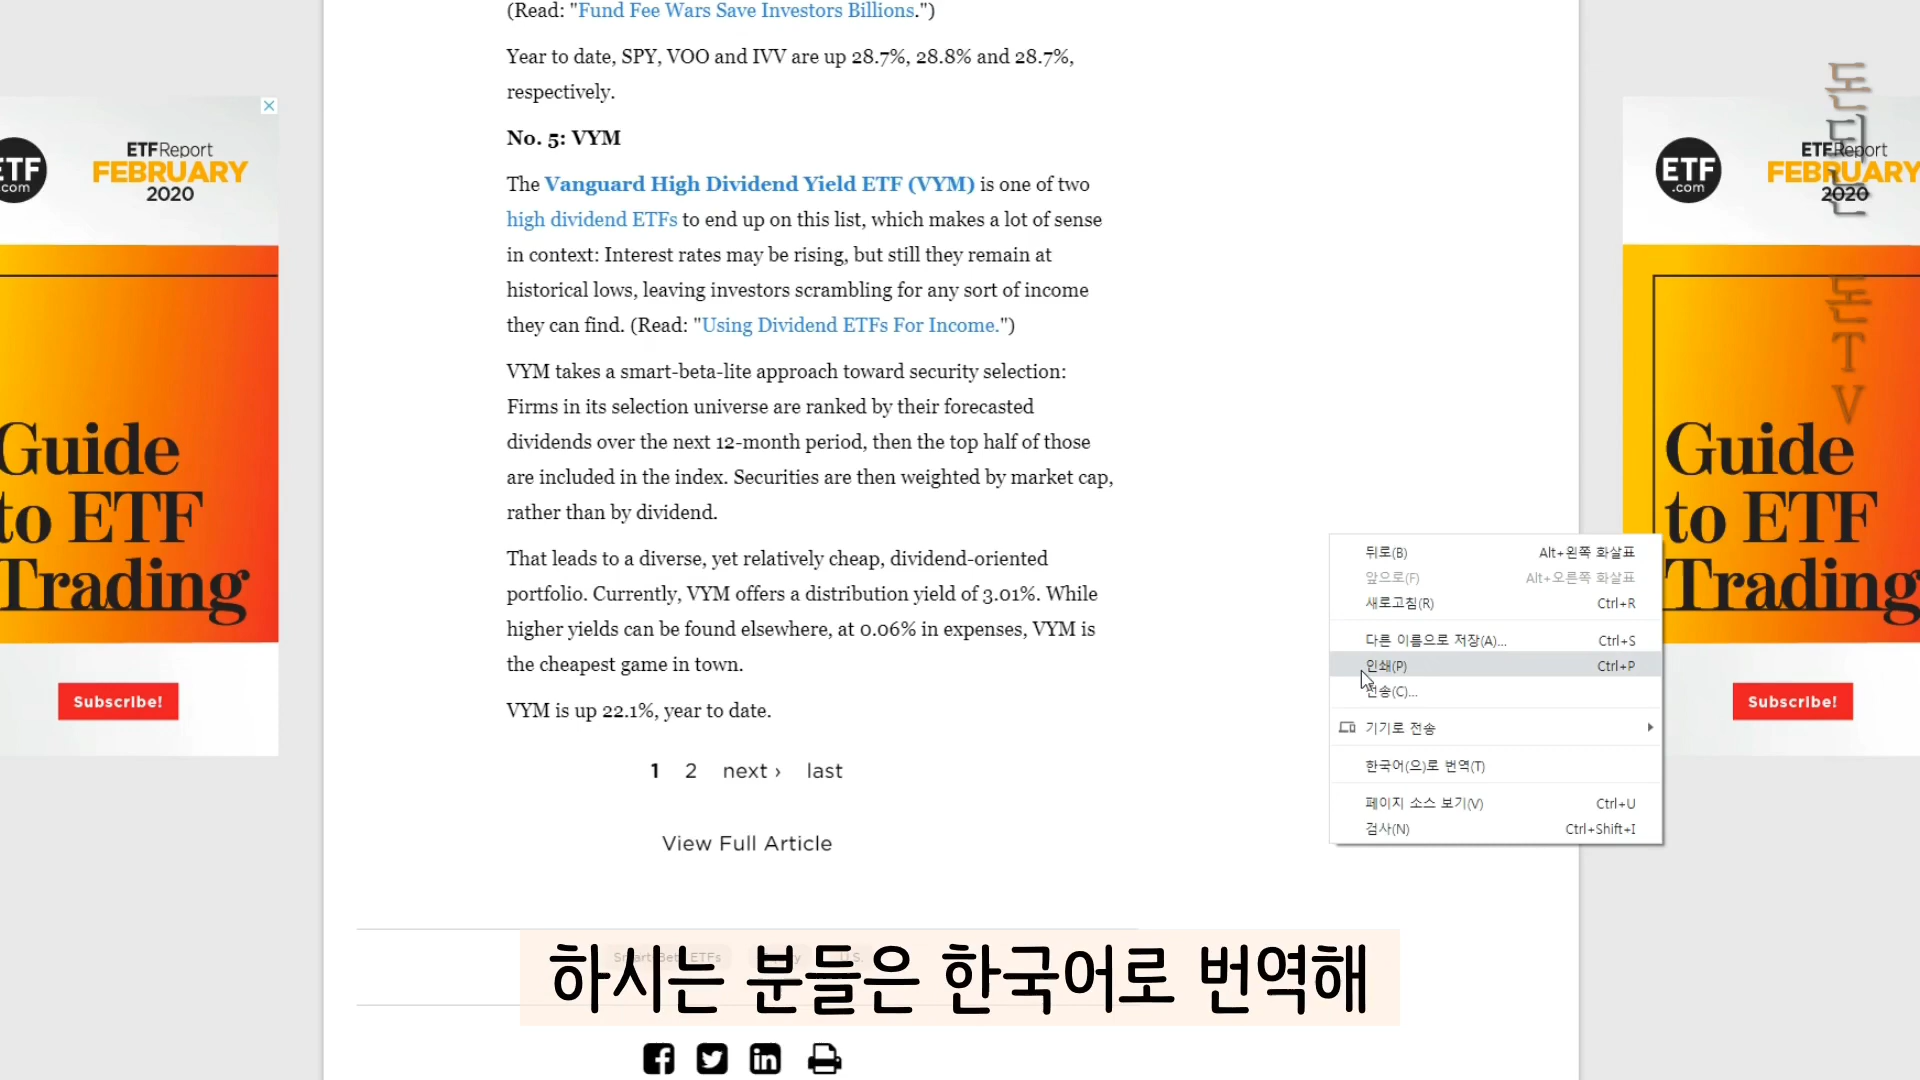 (Read: "Fund Fee Wars Save Investors Billions.")
Year to date, SPY, VOO and IVV are up 28.7%, 28.8% and 28.7%,
respectively.
No. 5: VYM
The Vanguard High Dividend Yield ETF (VYM) is one of two
high dividend ETFs to end up on this list, which makes a lot of sense
in context: Interest rates may be rising, but still they remain at
historical lows, leaving investors scrambling for any sort of income
they can find. (Read: "Using Dividend ETFs For Income.")
VYM takes a smart-beta-lite approach toward security selection:
Firms in its selection universe are ranked by their forecasted
dividends over the next 12-month period, then the top half of those
are included in the index. Securities are then weighted by market cap,
rather than by dividend.
That leads to a diverse, yet relatively cheap, dividend-oriented
portfolio. Currently, VYM offers a distribution yield of 3.01%. While
higher yields can be found elsewhere, at 0.06% in expenses, VYM is
the cheapest game in town.
VYM is up 22.1%, year to date.
1 2 next › last
View Full Article
ETF
.com
ETFReport
FEBRUARY
2020
Guide
to ETF
Trading
Subscribe!
ETF
.com
ETFReport
FEBRUARY
2020
Guide
to ETF
Trading
Subscribe!
돈되는 돈TV
뒤로(B) Alt+왼쪽 화살표
앞으로(F) Alt+오른쪽 화살표
새로고침(R) Ctrl+R
다른 이름으로 저장(A)... Ctrl+S
인쇄(P) Ctrl+P
전송(C)...
기기로 전송
한국어(으)로 번역(T)
페이지 소스 보기(V) Ctrl+U
검사(N) Ctrl+Shift+I
Smart Beta ETFs U.S.
하시는 분들은 한국어로 번역해